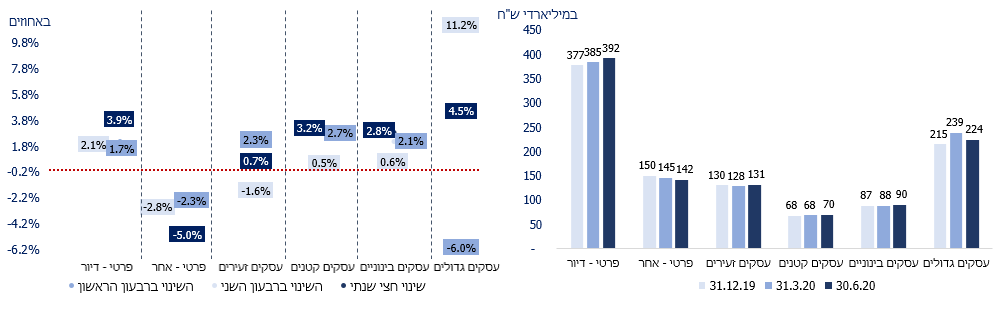 במיליארדי ש"ח
450
400
350
300
250
200
150
100
50
-
377 385 392
150 145 142
130 128 131
68 68 70
87 88 90
215 239 224
פרטי - דיור
פרטי - אחר
עסקים זעירים
עסקים קטנים
עסקים בינוניים
עסקים גדולים
31.12.19
31.3.20
30.6.20
באחוזים
9.8%
7.8%
5.8%
3.8%
1.8%
-0.2%
-2.2%
-4.2%
-6.2%
2.1% 3.9% 1.7%
-2.8% -2.3% -5.0%
2.3% 0.7% -1.6%
3.2% 2.7% 0.5%
2.8% 2.1% 0.6%
11.2% 4.5% -6.0%
פרטי - דיור
פרטי - אחר
עסקים זעירים
עסקים קטנים
עסקים בינוניים
עסקים גדולים
השינוי ברבעון הראשון
השינוי ברבעון השני
שינוי חצי שנתי